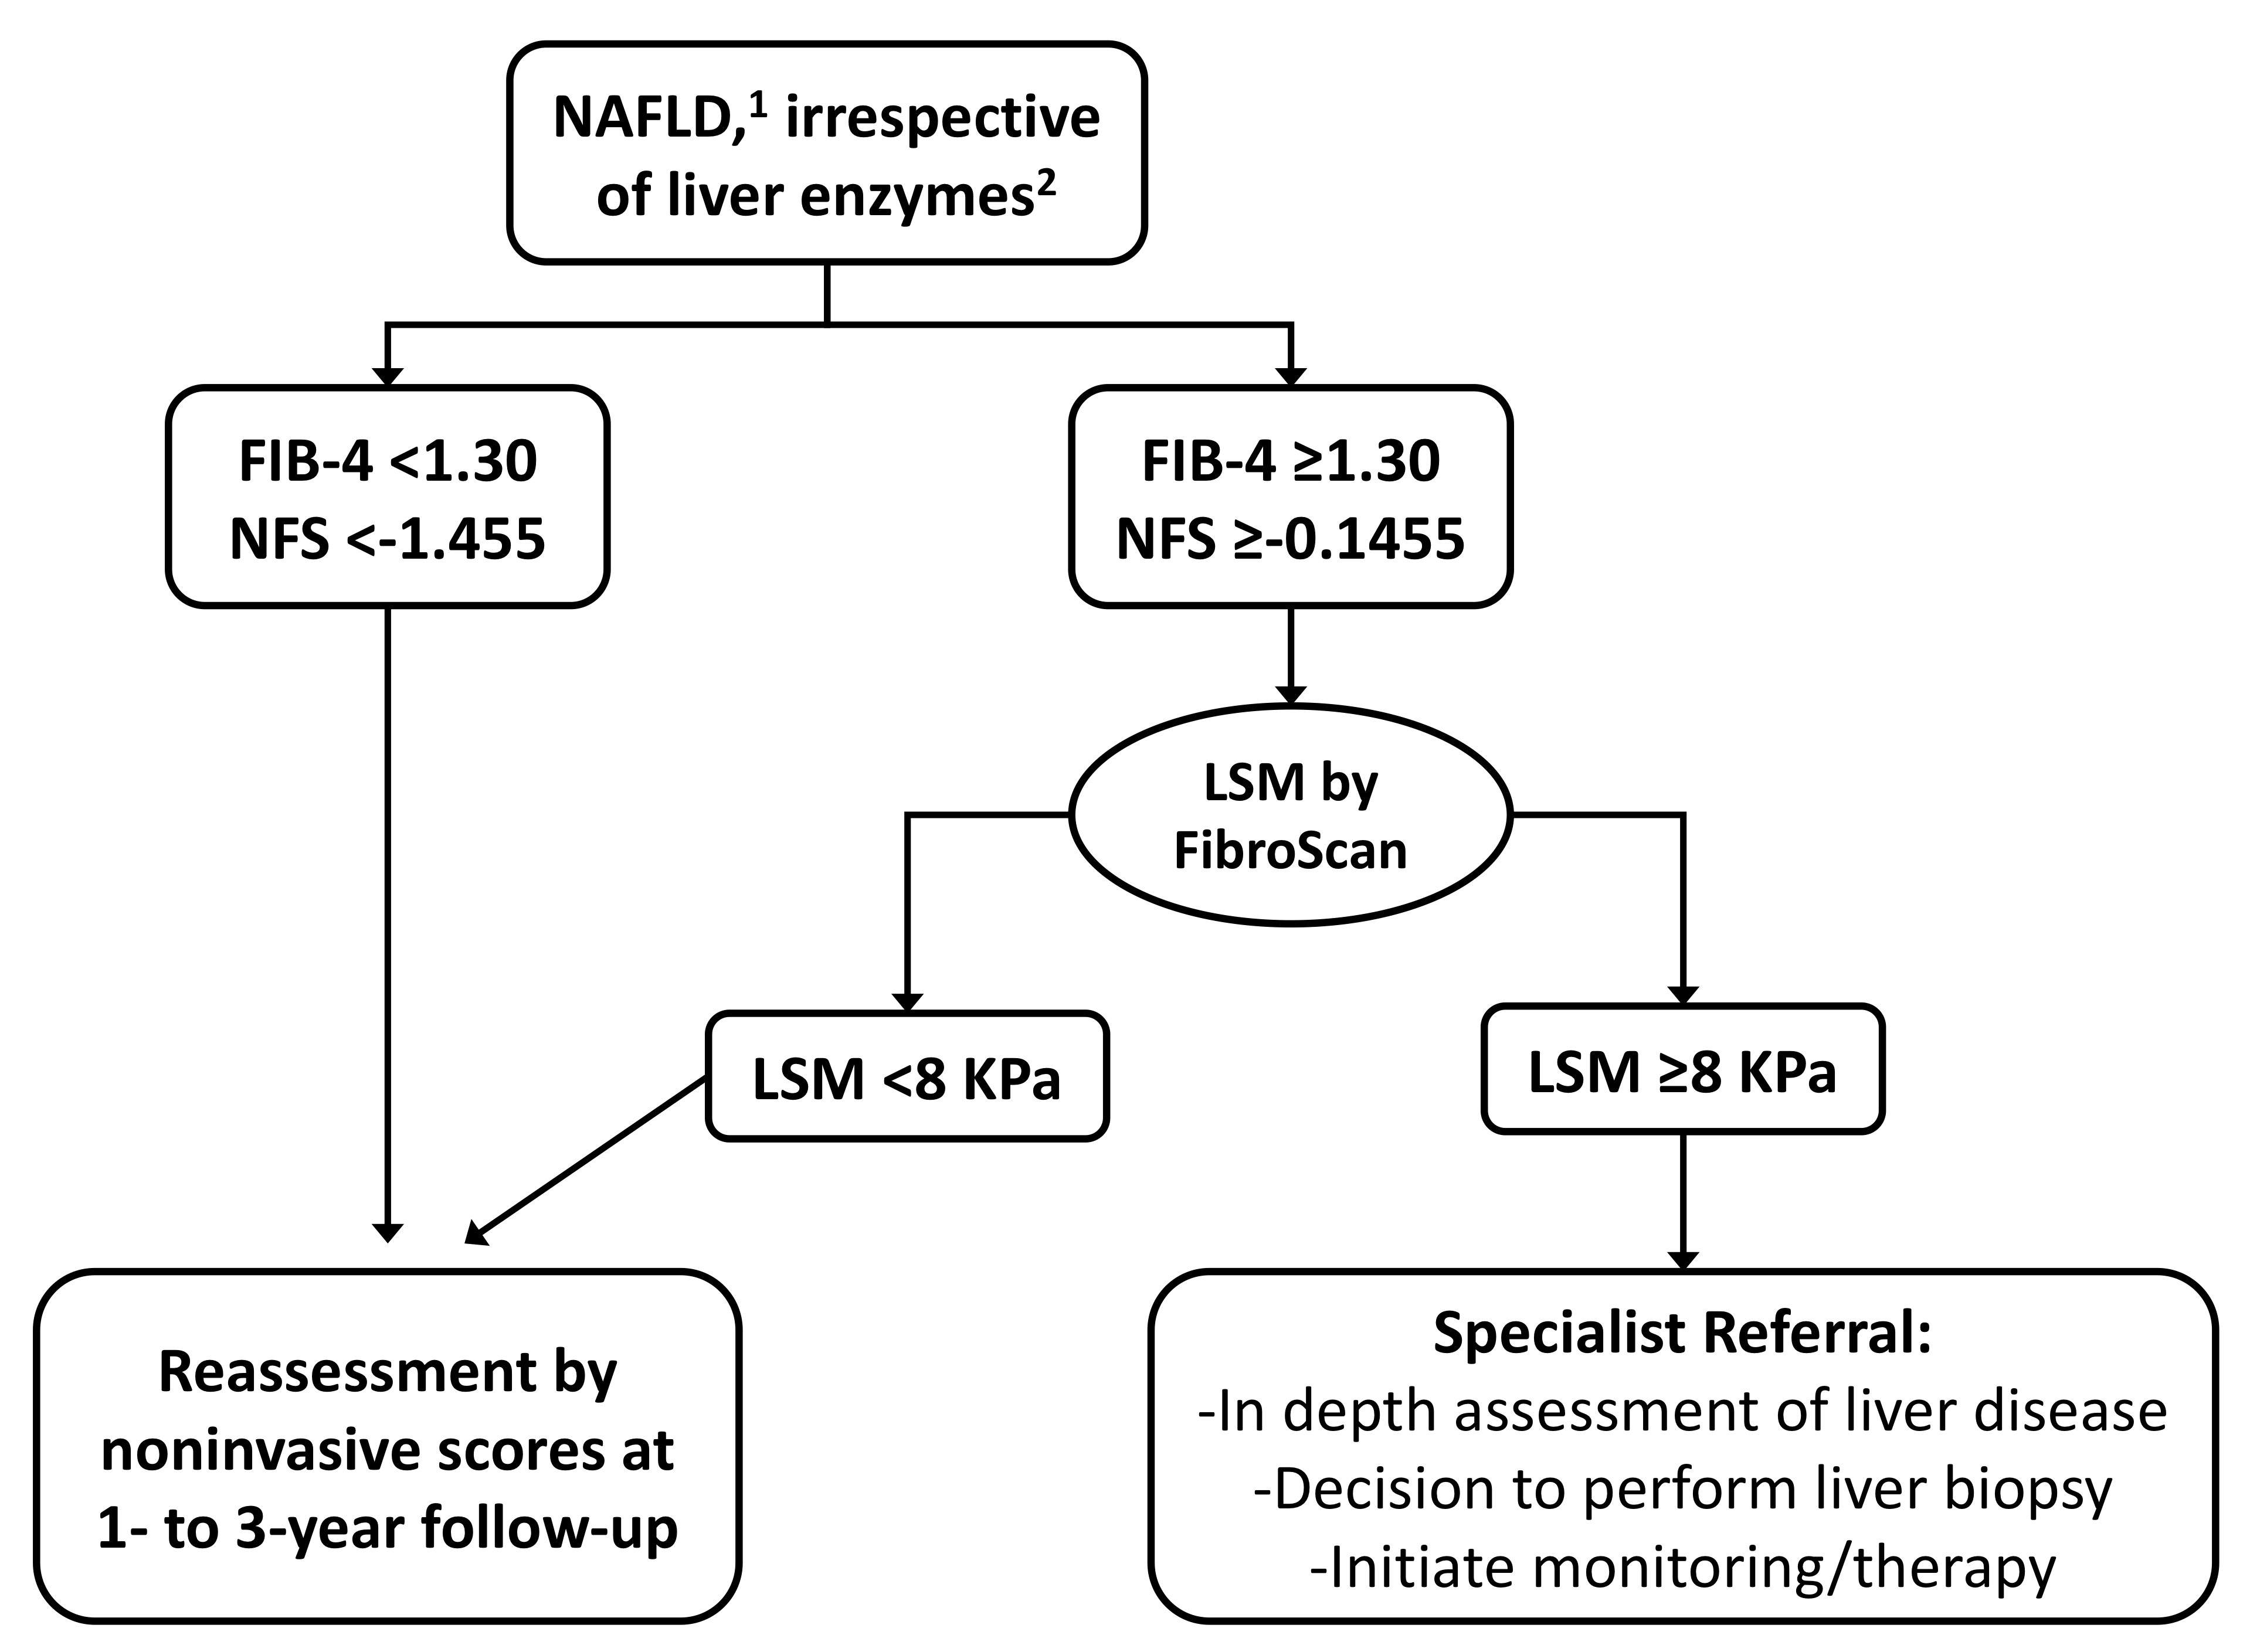 NAFLD,¹ irrespective
of liver enzymes²
FIB-4 <1.30
NFS <-1.455
FIB-4 ≥1.30
NFS ≥-0.1455
LSM by
FibroScan
LSM <8 KPa
LSM ≥8 KPa
Reassessment by
noninvasive scores at
1- to 3-year follow-up
Specialist Referral:
-In depth assessment of liver disease
-Decision to perform liver biopsy
-Initiate monitoring/therapy